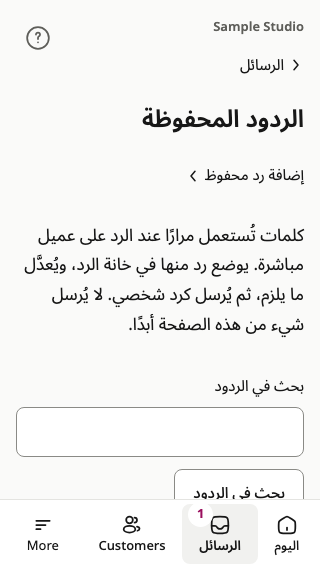 Sample Studio
الرسائل
الردود المحفوظة
إضافة رد محفوظ
كلمات تُستعمل مرارًا عند الرد على عميل
مباشرة. يوضع رد منها في خانة الرد، ويُعدَّل
ما يلزم، ثم يُرسل كرد شخصي. لا يُرسل
شيء من هذه الصفحة أبدًا.
بحث في الردود
بحث في الردود
اليوم
1
الرسائل
Customers
More